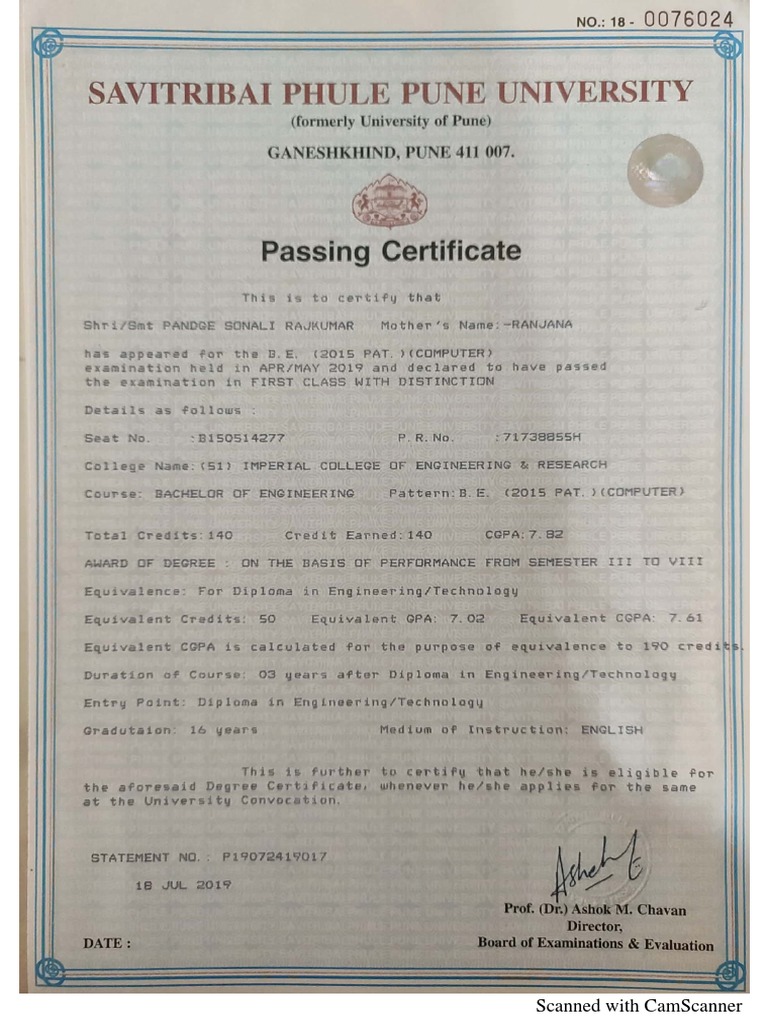 NO.: 18 - 0076024
SAVITRIBAI PHULE PUNE UNIVERSITY
(formerly University of Pune)
GANESHKHIND, PUNE 411 007.
Passing Certificate
This is to certify that
Shri/Smt PANDGE SONALI RAJKUMAR Mother's Name:-RANJANA
has appeared for the B.E. (2015 PAT.)(COMPUTER)
examination held in APR/MAY 2019 and declared to have passed
the examination in FIRST CLASS WITH DISTINCTION
Details as follows :
Seat No. :B150514277 P.R.No. :71738855H
College Name:(51) IMPERIAL COLLEGE OF ENGINEERING & RESEARCH
Course: BACHELOR OF ENGINEERING Pattern:B.E. (2015 PAT.)(COMPUTER)
Total Credits:140 Credit Earned:140 CGPA:7.82
AWARD OF DEGREE : ON THE BASIS OF PERFORMANCE FROM SEMESTER III TO VIII
Equivalence: For Diploma in Engineering/Technology
Equivalent Credits: 50 Equivalent GPA: 7.02 Equivalent CGPA: 7.61
Equivalent CGPA is calculated for the purpose of equivalence to 190 credits.
Duration of Course: 03 years after Diploma in Engineering/Technology
Entry Point: Diploma in Engineering/Technology
Gradutaion: 16 years Medium of Instruction: ENGLISH
This is further to certify that he/she is eligible for
the aforesaid Degree Certificate, whenever he/she applies for the same
at the University Convocation.
STATEMENT NO. : P19072419017
18 JUL 2019
Prof. (Dr.) Ashok M. Chavan
Director,
DATE : Board of Examinations & Evaluation
Scanned with CamScanner